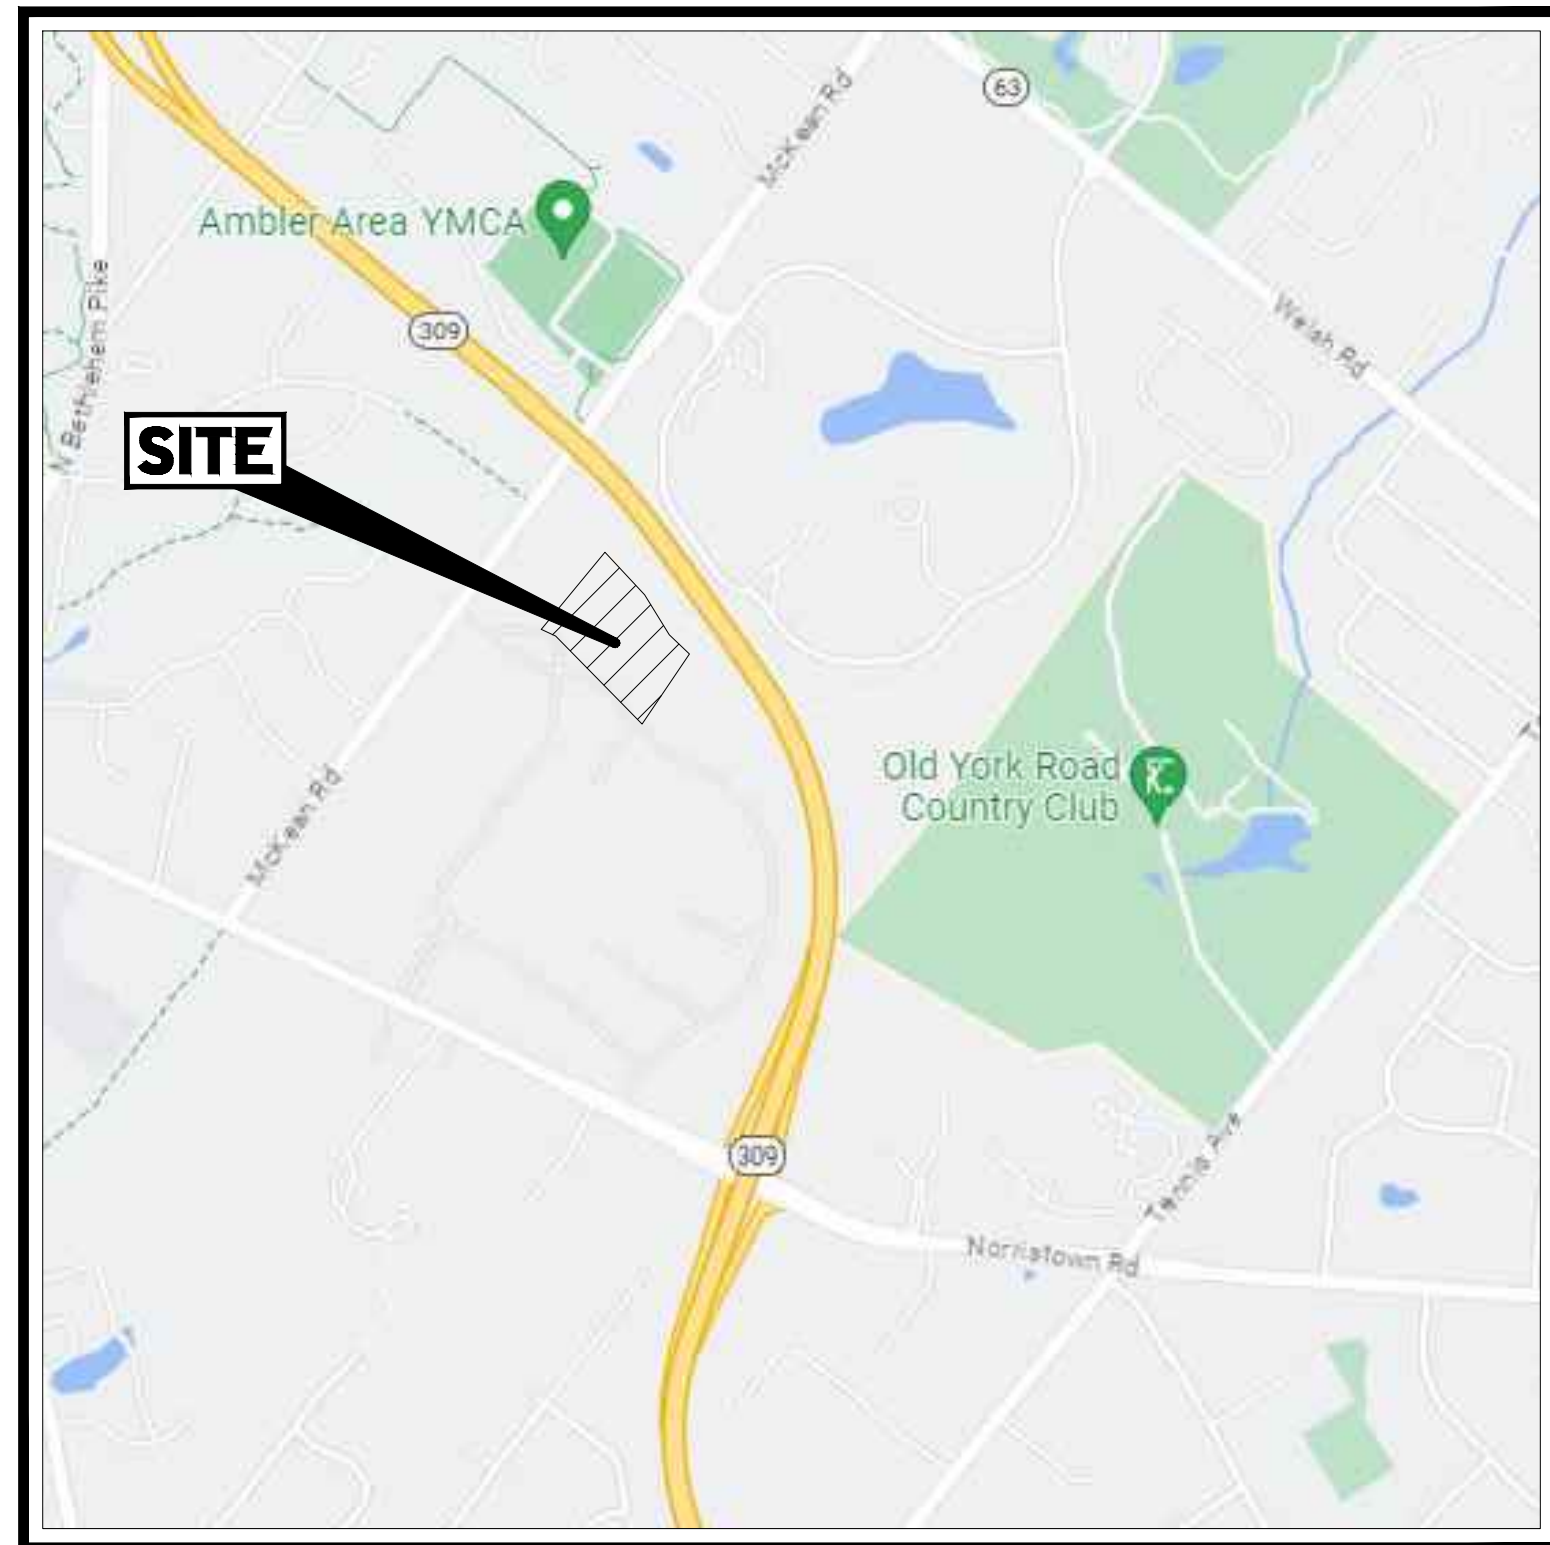 63
McKean Rd
Ambler Area YMCA
N Bethlehem Pike
309
Welsh Rd
SITE
Old York Road
Country Club
McKean Rd
309
Tennis Ave
Norristown Rd